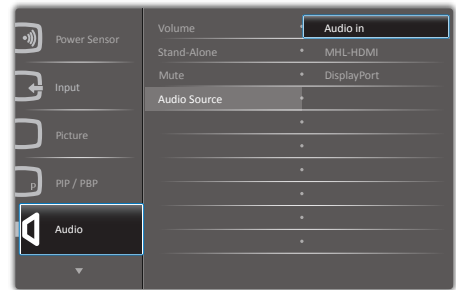 Power Sensor
Input
Picture
P
PIP / PBP
Audio
Volume
Stand-Alone
Mute
Audio Source
Audio in
MHL-HDMI
DisplayPort